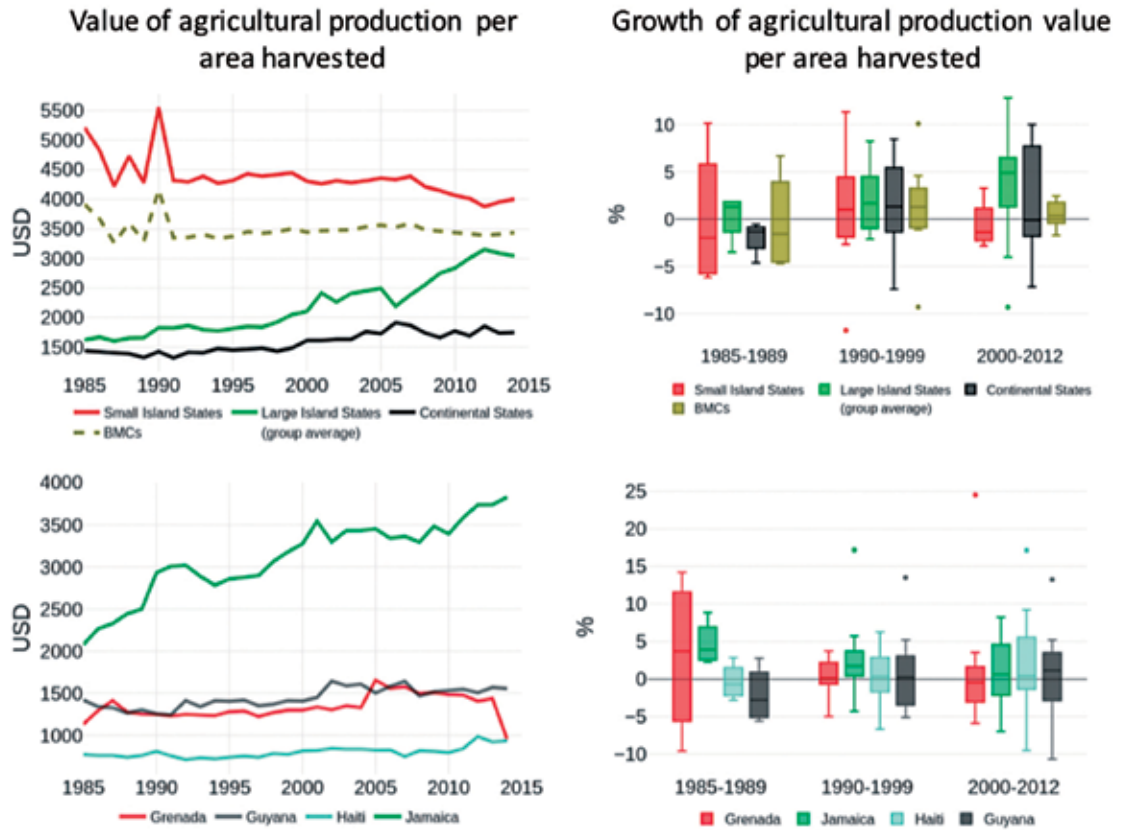 Value of agricultural production per
area harvested
5500
5000
4500
4000
3500
3000
2500
2000
1500
USD
1985 1990 1995 2000 2005 2010 2015
Small Island States Large Island States Continental States
BMCs (group average)
Growth of agricultural production value
per area harvested
10
5
0
−5
−10
%
1985-1989 1990-1999 2000-2012
Small Island States Large Island States Continental States
BMCs (group average)
4000
3500
3000
2500
2000
1500
1000
USD
1985 1990 1995 2000 2005 2010 2015
Grenada Guyana Haiti Jamaica
25
20
15
10
5
0
−5
−10
%
1985-1989 1990-1999 2000-2012
Grenada Jamaica Haiti Guyana